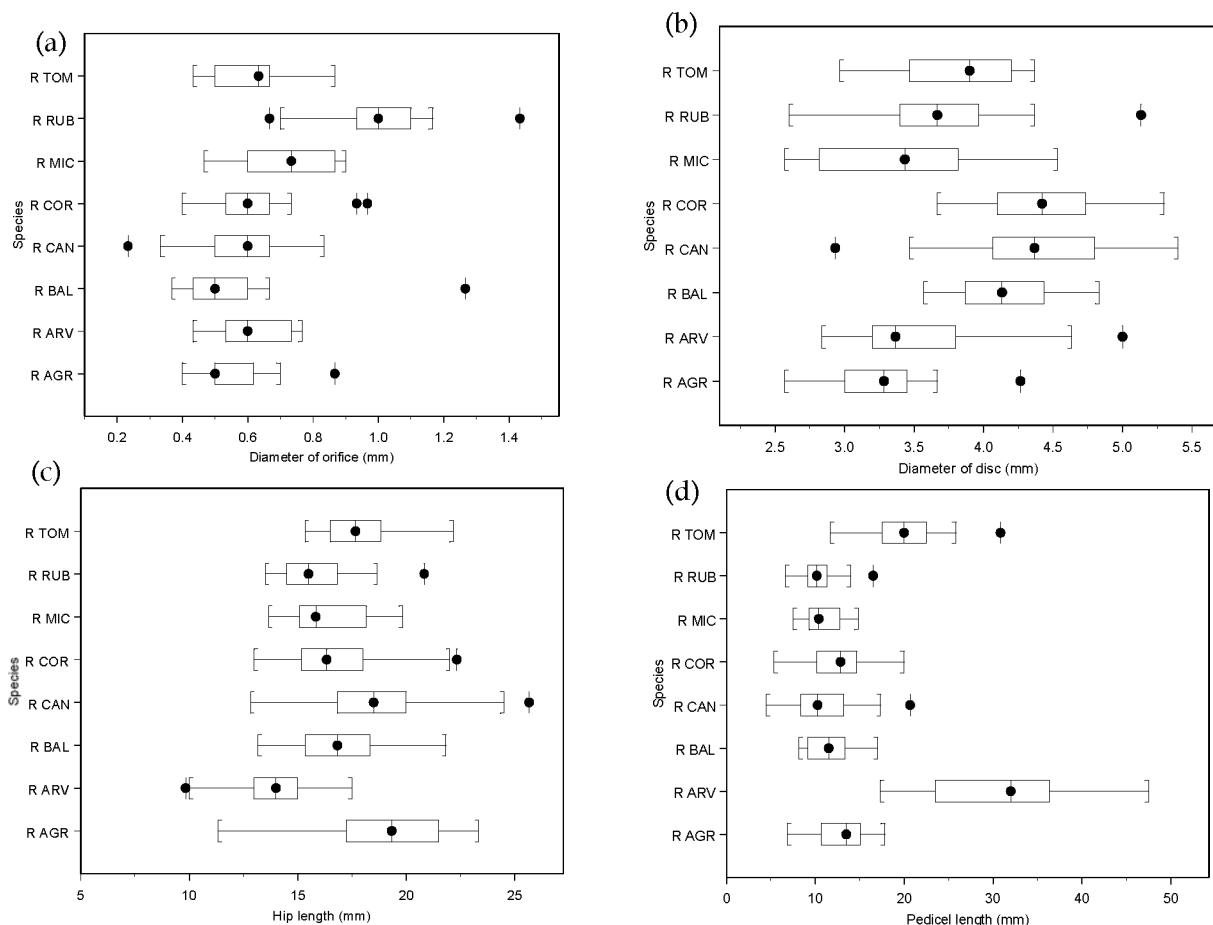 (a)
R TOM
R RUB
R MIC
R COR
R CAN
R BAL
R ARV
R AGR
Species
0.2 0.4 0.6 0.8 1.0 1.2 1.4
Diameter of orifice (mm)
(b)
R TOM
R RUB
R MIC
R COR
R CAN
R BAL
R ARV
R AGR
Species
2.5 3.0 3.5 4.0 4.5 5.0 5.5
Diameter of disc (mm)
(c)
R TOM
R RUB
R MIC
R COR
R CAN
R BAL
R ARV
R AGR
Species
5 10 15 20 25
Hip length (mm)
(d)
R TOM
R RUB
R MIC
R COR
R CAN
R BAL
R ARV
R AGR
Species
0 10 20 30 40 50
Pedicel length (mm)